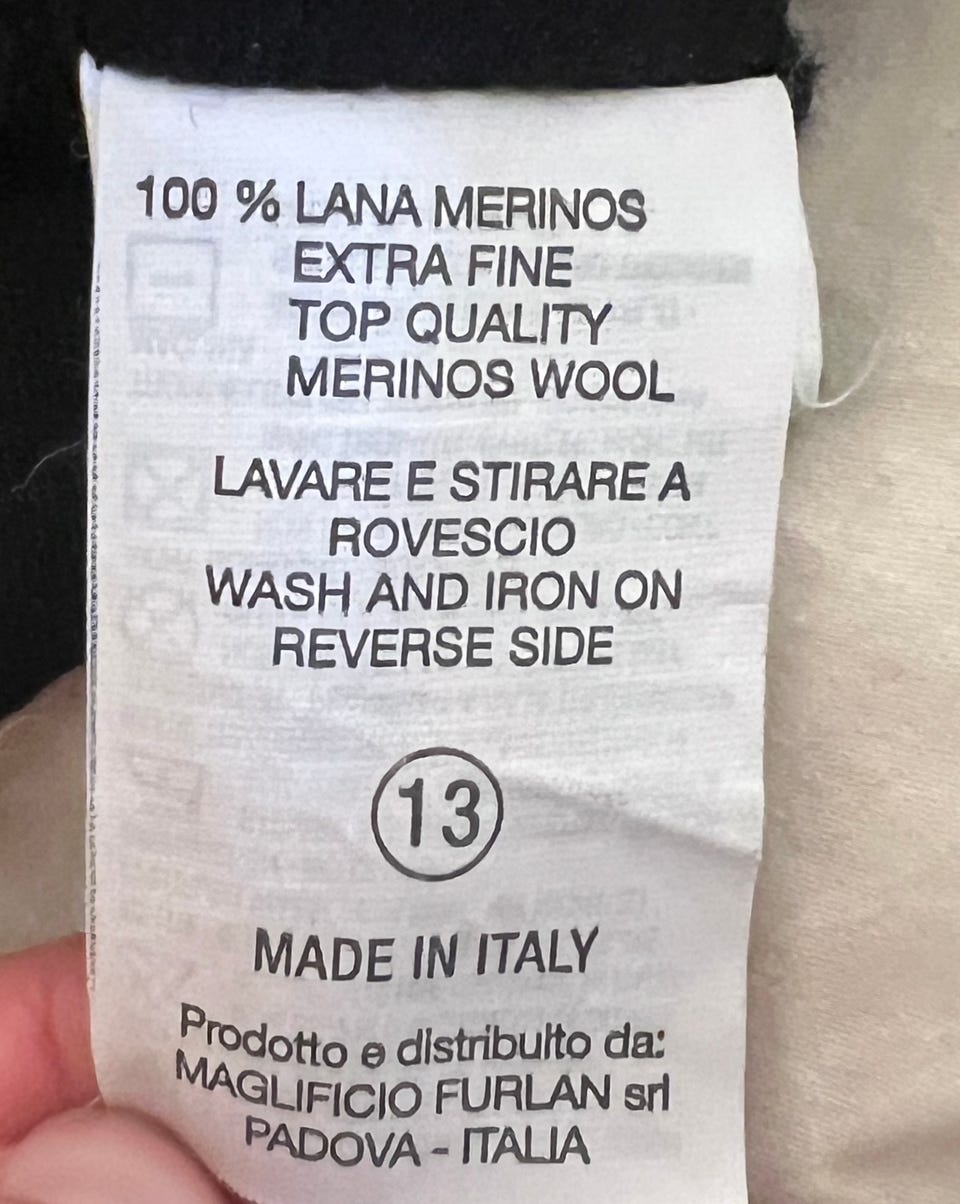 100 % LANA MERINOS
EXTRA FINE
TOP QUALITY
MERINOS WOOL
LAVARE E STIRARE A
ROVESCIO
WASH AND IRON ON
REVERSE SIDE
13
MADE IN ITALY
Prodotto e distribuito da:
MAGLIFICIO FURLAN srl
PADOVA - ITALIA